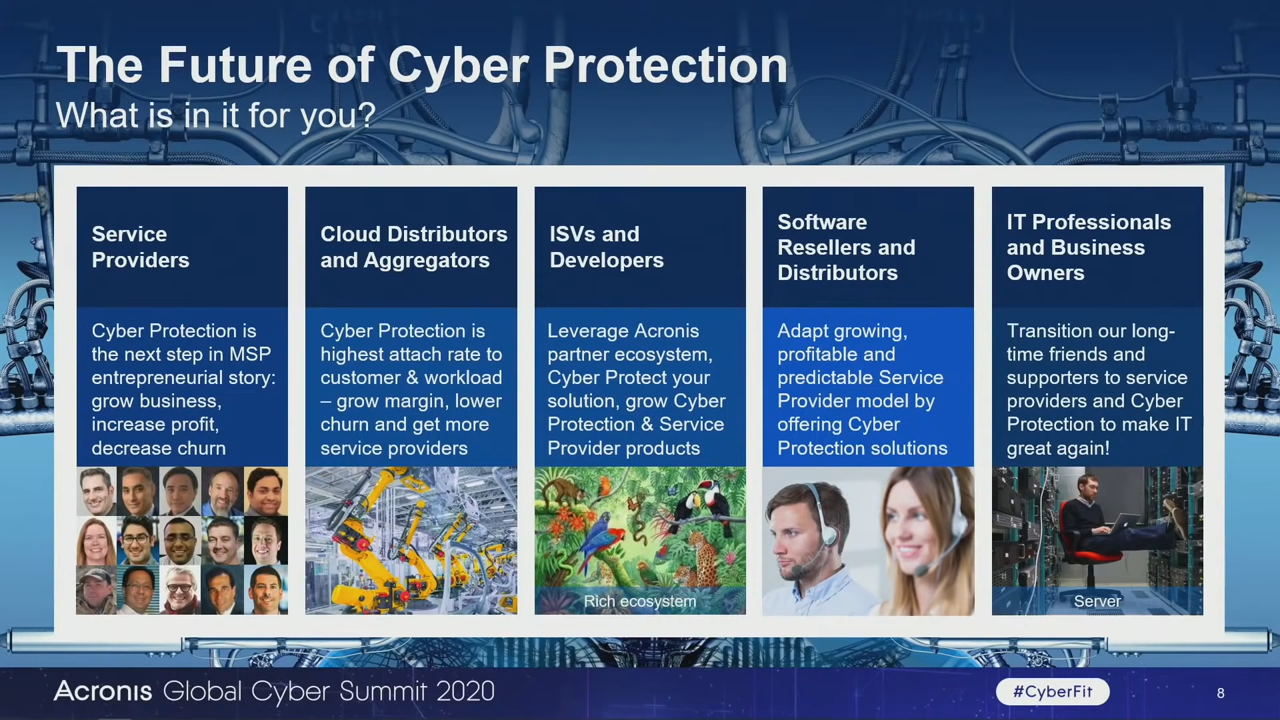 The Future of Cyber Protection
What is in it for you?
Service
Providers
Cyber Protection is
the next step in MSP
entrepreneurial story:
grow business,
increase profit,
decrease churn
Cloud Distributors
and Aggregators
Cyber Protection is
highest attach rate to
customer & workload
– grow margin, lower
churn and get more
service providers
ISVs and
Developers
Leverage Acronis
partner ecosystem,
Cyber Protect your
solution, grow Cyber
Protection & Service
Provider products
Rich ecosystem
Software
Resellers and
Distributors
Adapt growing,
profitable and
predictable Service
Provider model by
offering Cyber
Protection solutions
IT Professionals
and Business
Owners
Transition our long-
time friends and
supporters to service
providers and Cyber
Protection to make IT
great again!
Server
Acronis Global Cyber Summit 2020
#CyberFit
8